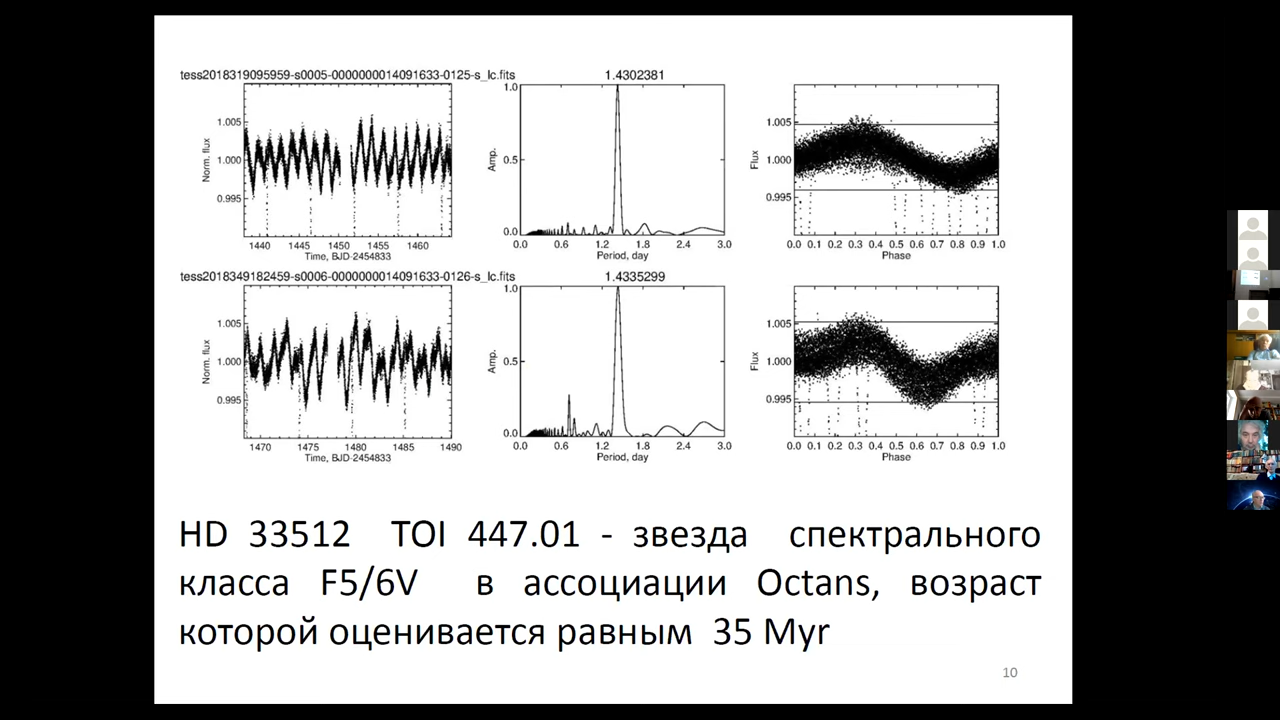 tess2018319095959-s0005-0000000014091633-0125-s_lc.fits
1.4302381
1.005
1.000
0.995
Norm. flux
1440 1445 1450 1455 1460
Time, BJD-2454833
1.0
0.5
0.0
Amp.
0.0 0.6 1.2 1.8 2.4 3.0
Period, day
1.005
1.000
0.995
Flux
0.0 0.1 0.2 0.3 0.4 0.5 0.6 0.7 0.8 0.9 1.0
Phase
tess2018349182459-s0006-0000000014091633-0126-s_lc.fits
1.4335299
1.005
1.000
0.995
Norm. flux
1470 1475 1480 1485 1490
Time, BJD-2454833
1.0
0.5
0.0
Amp.
0.0 0.6 1.2 1.8 2.4 3.0
Period, day
1.005
1.000
0.995
Flux
0.0 0.1 0.2 0.3 0.4 0.5 0.6 0.7 0.8 0.9 1.0
Phase
HD 33512 TOI 447.01 - звезда спектрального
класса F5/6V в ассоциации Octans, возраст
которой оценивается равным 35 Myr
10